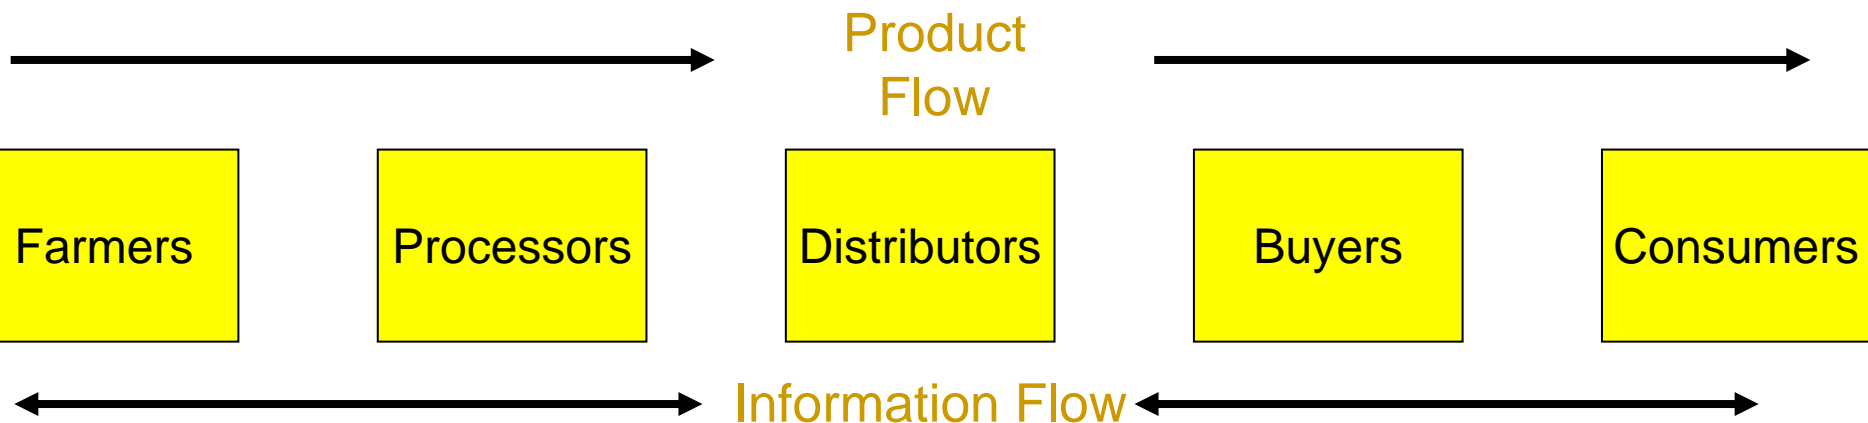 Product
Flow
Farmers
Processors
Distributors
Buyers
Consumers
Information Flow